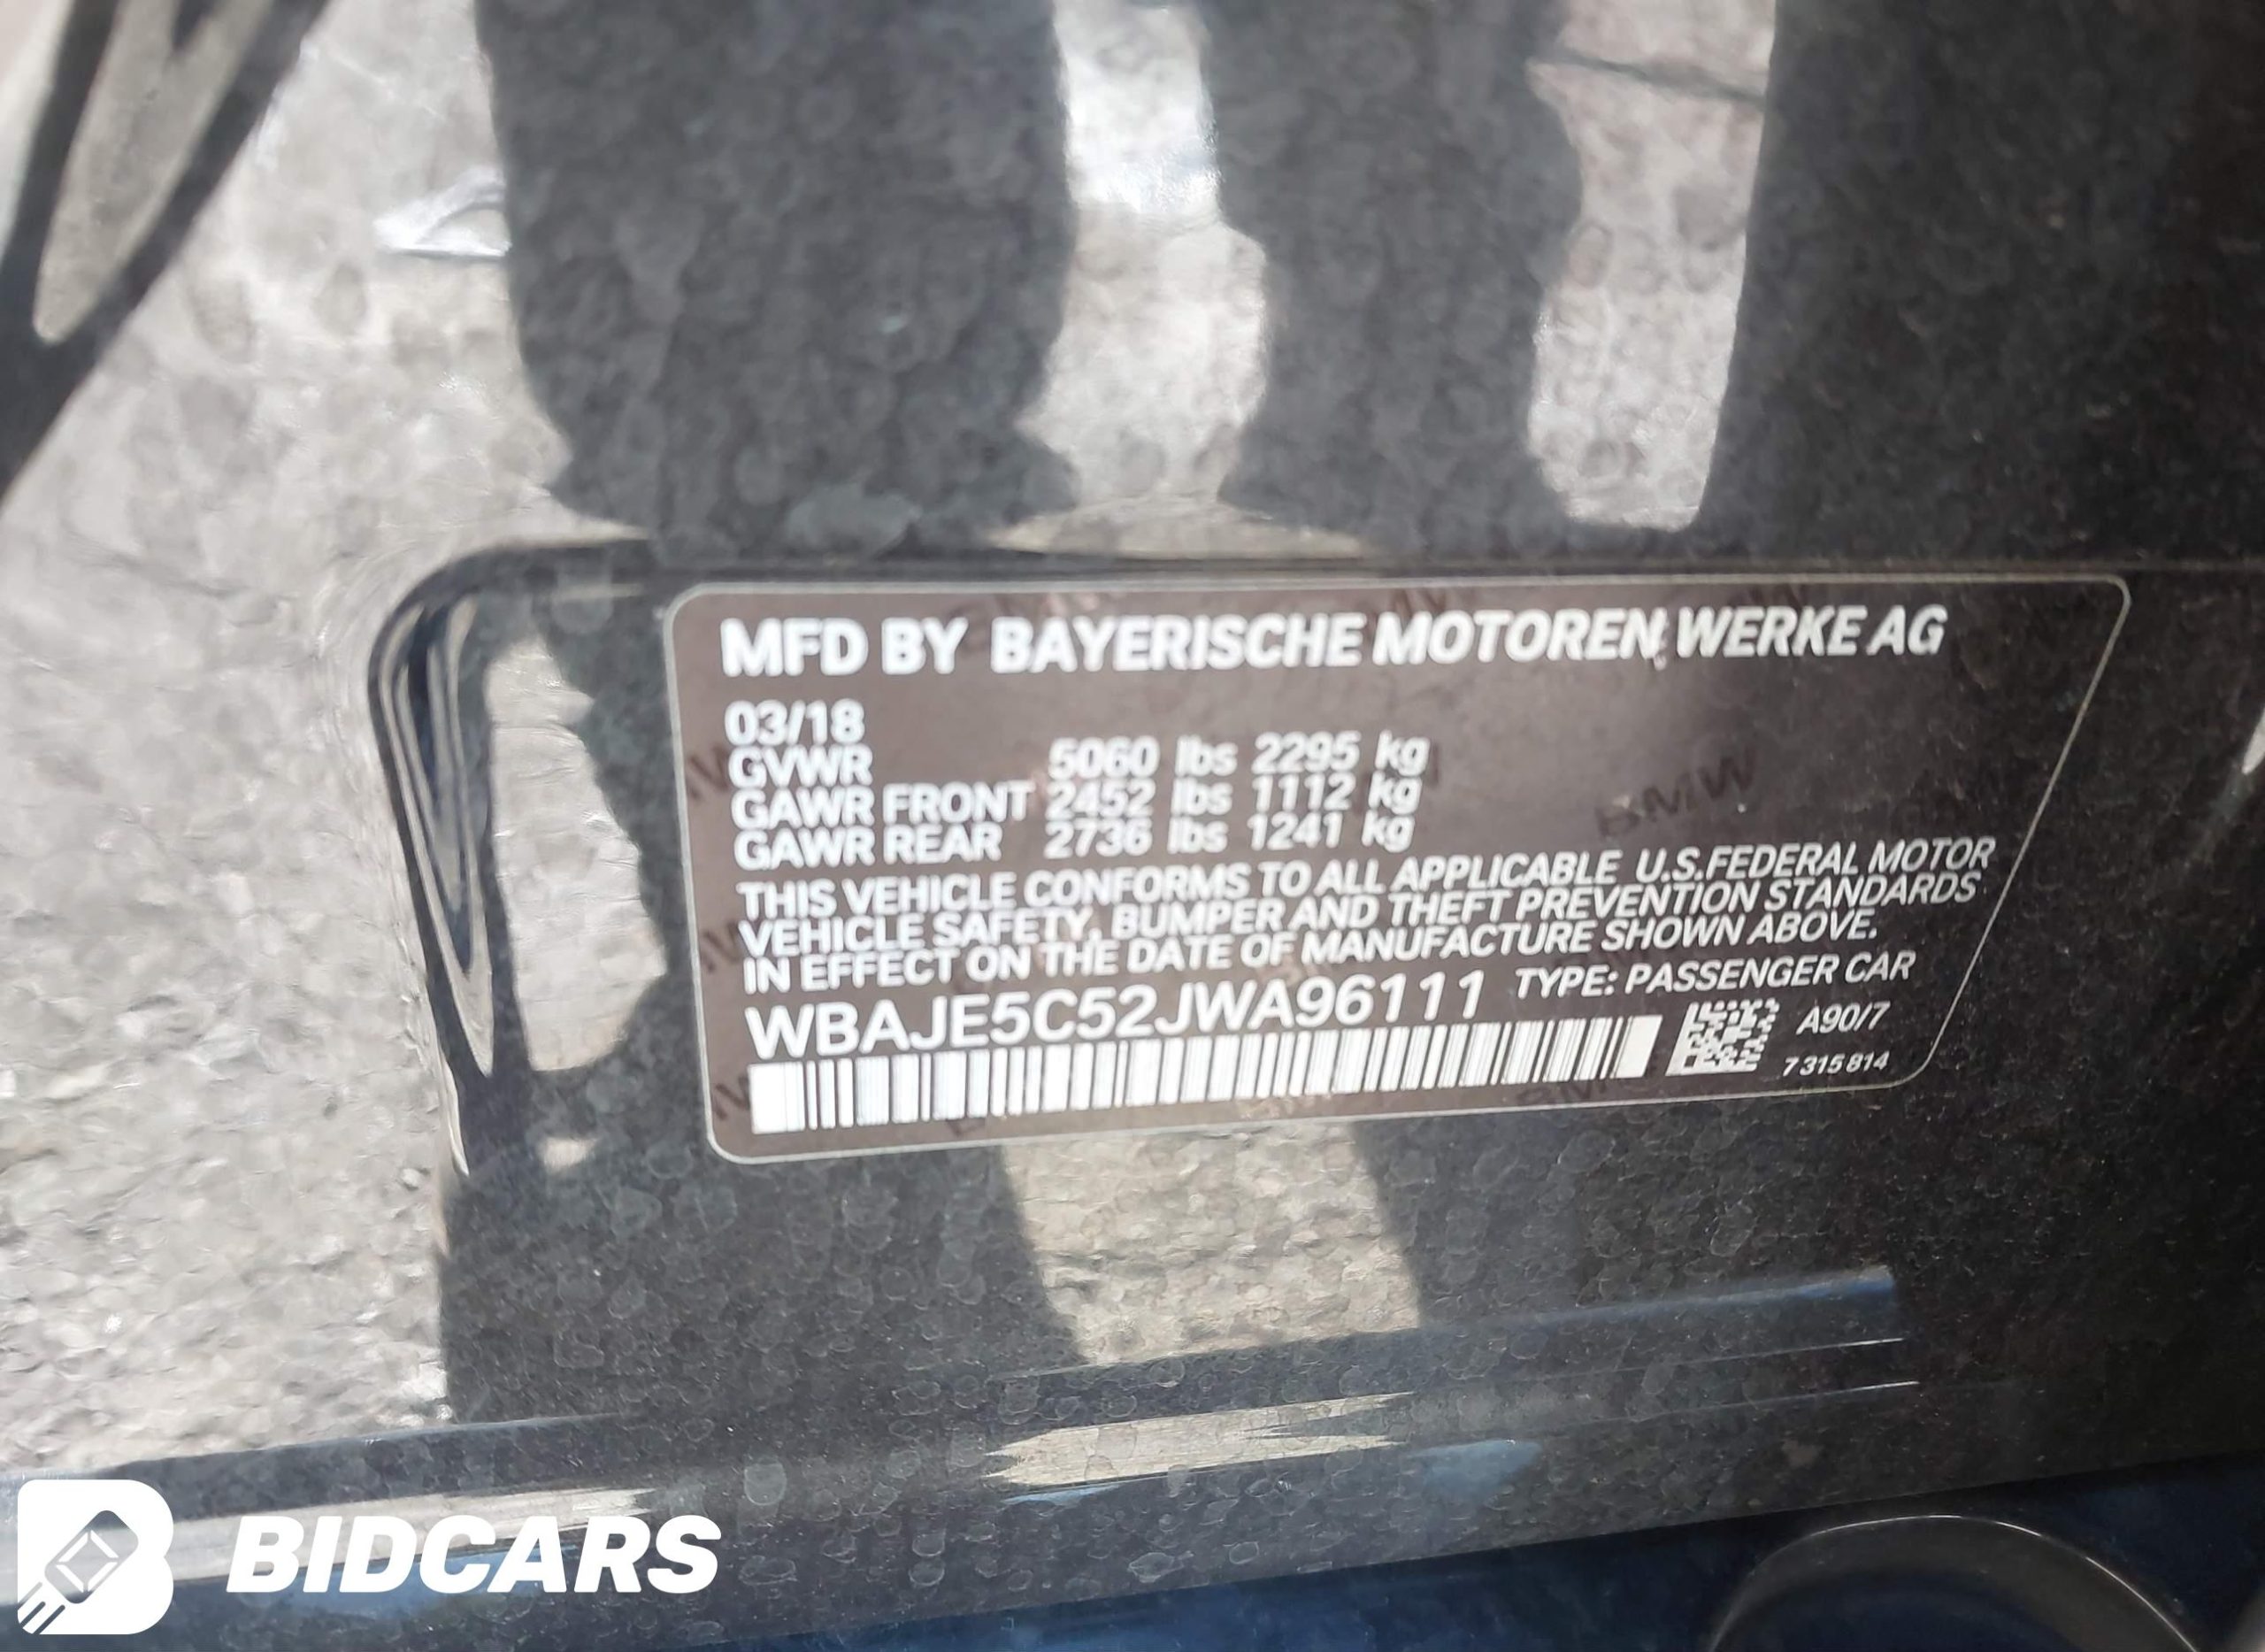 MFD BY BAYERISCHE MOTOREN WERKE AG
03/18
GVWR 5060 lbs 2295 kg
GAWR FRONT 2452 lbs 1112 kg
GAWR REAR 2736 lbs 1241 kg
THIS VEHICLE CONFORMS TO ALL APPLICABLE U.S.FEDERAL MOTOR
VEHICLE SAFETY, BUMPER AND THEFT PREVENTION STANDARDS
IN EFFECT ON THE DATE OF MANUFACTURE SHOWN ABOVE.
WBAJE5C52JWA96111 TYPE: PASSENGER CAR
A90/7
7 315 814
BMW
BIDCARS